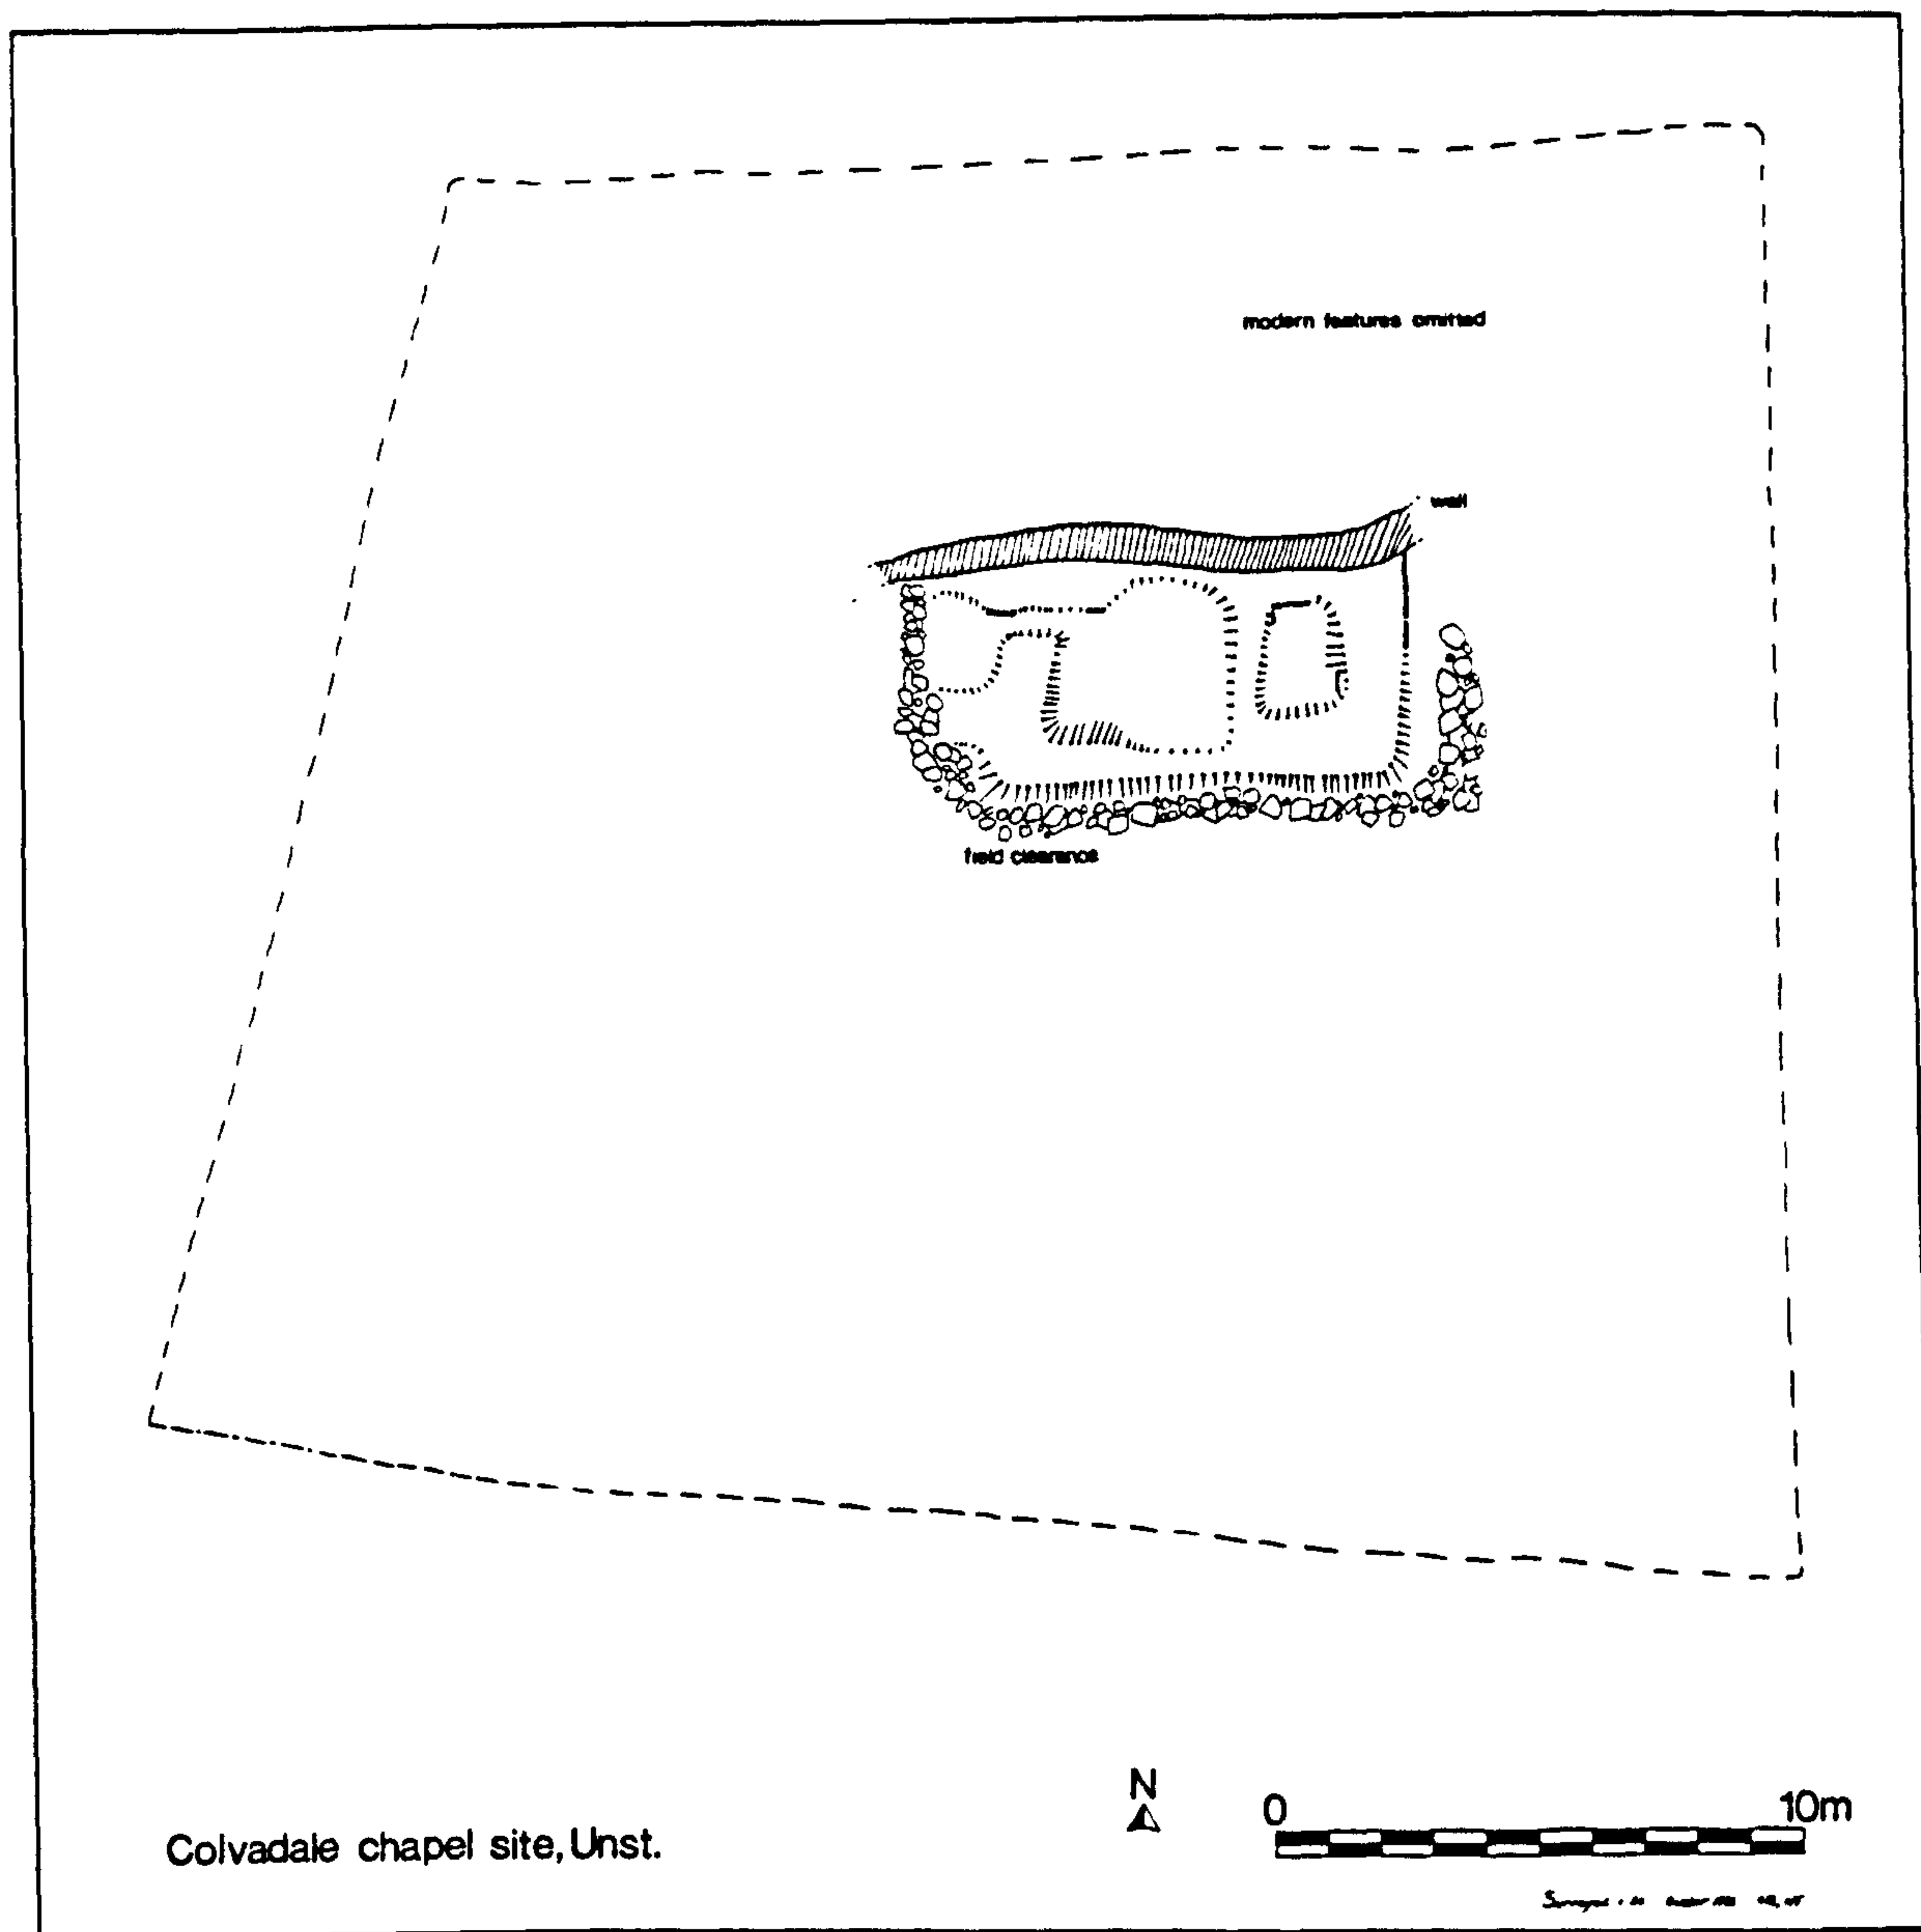 modern features omitted
wall
field clearance
N
0 10m
Colvadale chapel site, Unst.